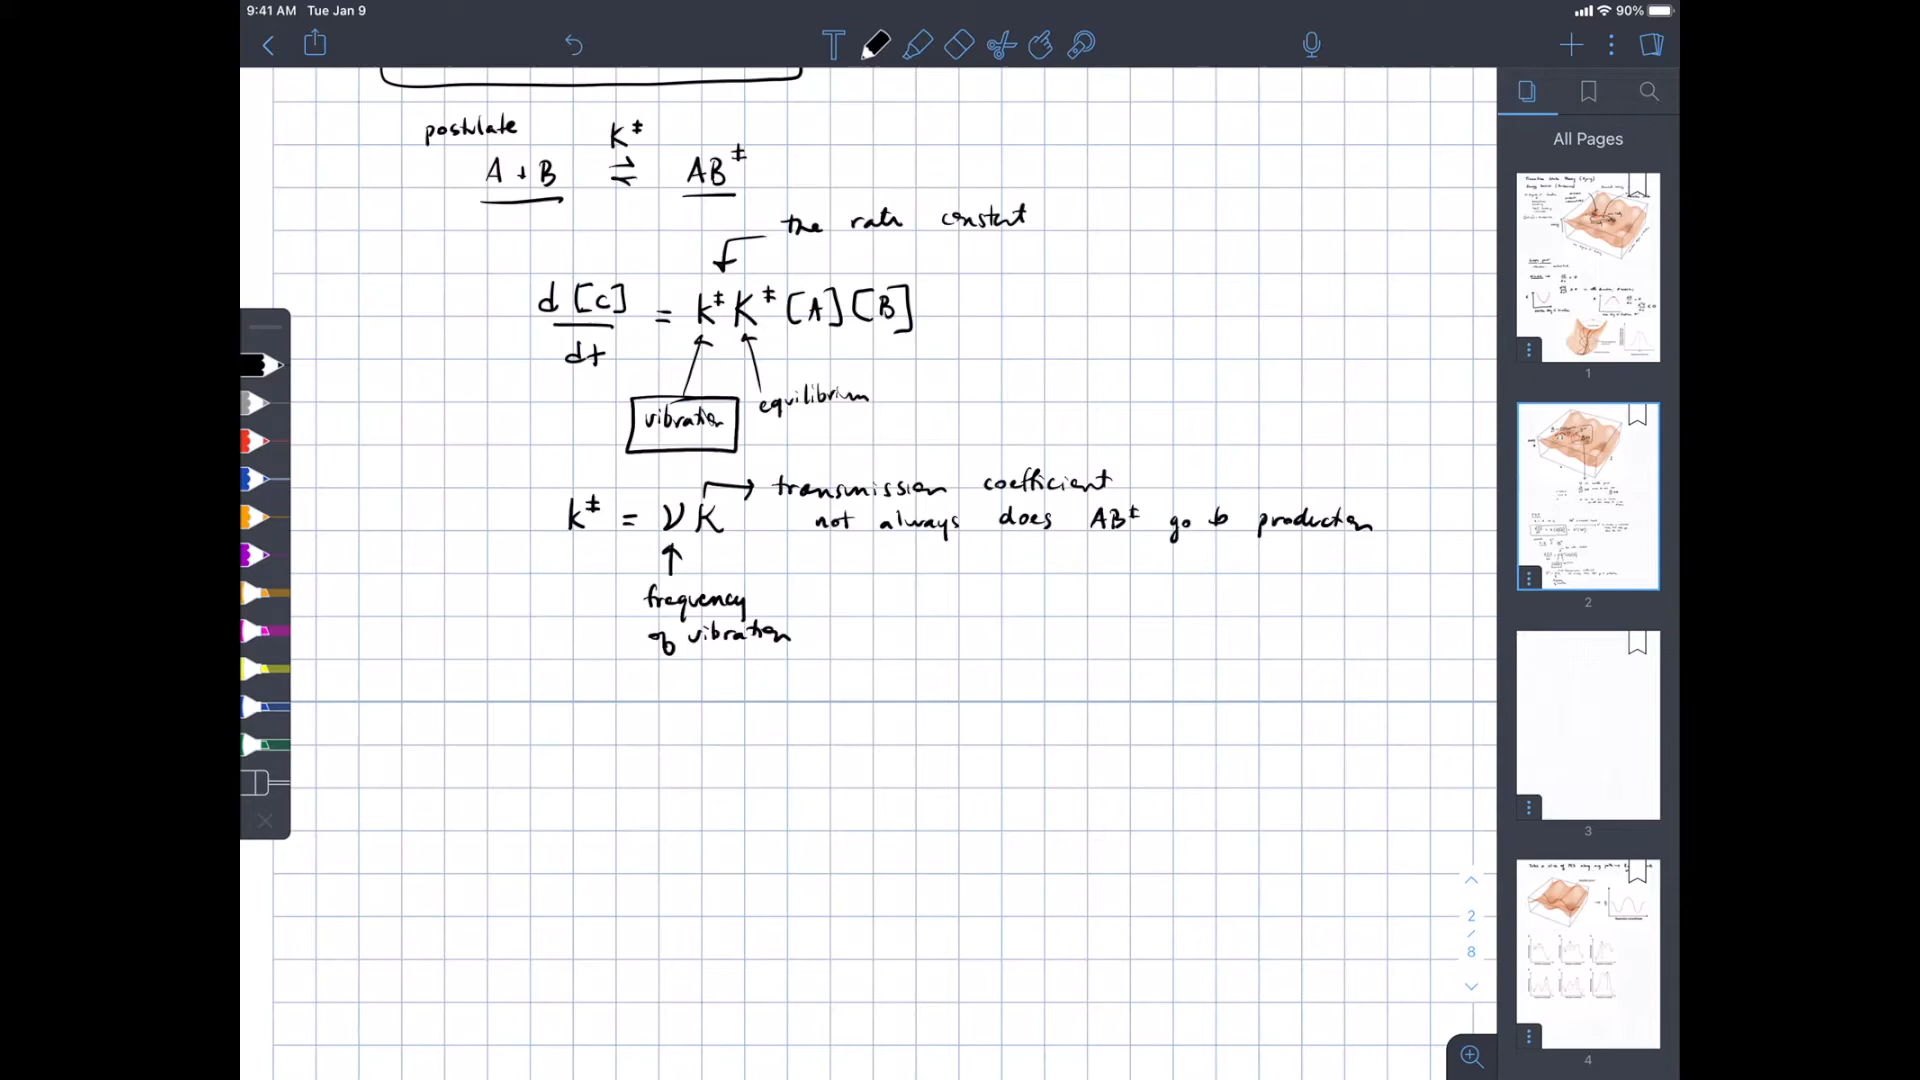 9:41 AM Tue Jan 9
90%
All Pages
postulate
K‡
A + B ⇌ AB‡
the rate constant
d [C] / dt = k‡ K‡ [A] [B]
vibration
equilibrium
transmission coefficient
k‡ = ν K
not always does AB‡ go to production
frequency
of vibration
1
2
3
4
2
/
8